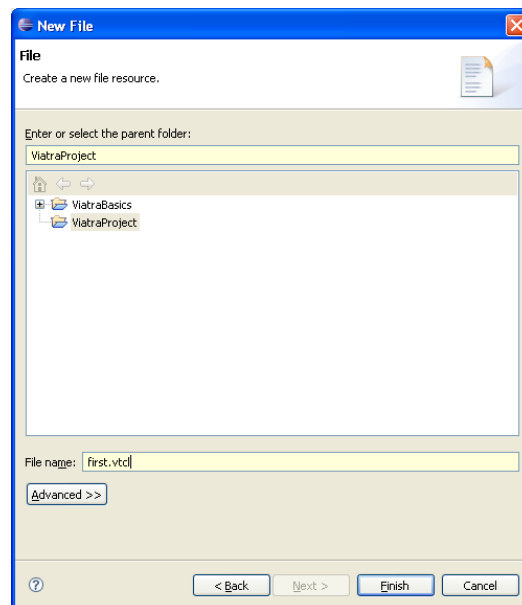 New File
File
Create a new file resource.
Enter or select the parent folder:
ViatraProject
ViatraBasics
ViatraProject
File name: first.vtcl
Advanced >>
< Back Next > Finish Cancel